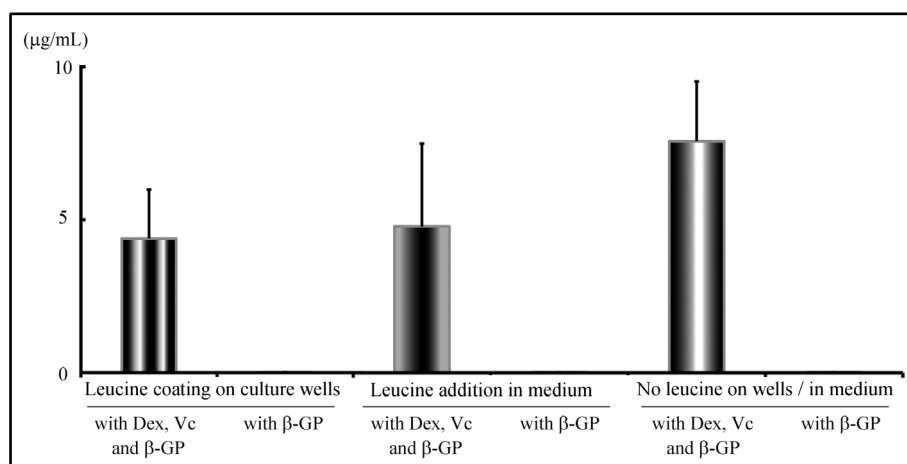 (μg/mL)
10
5
0
Leucine coating on culture wells
Leucine addition in medium
No leucine on wells / in medium
with Dex, Vc
and β-GP
with β-GP
with Dex, Vc
and β-GP
with β-GP
with Dex, Vc
and β-GP
with β-GP